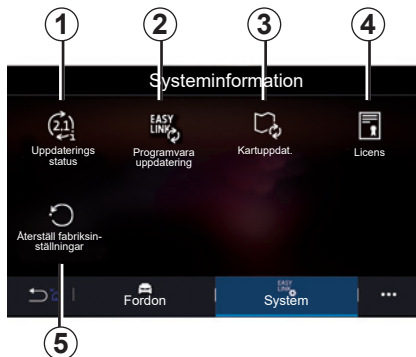 1 2 3 4
Systeminformation
2.1
EASY
LINK
Uppdaterings
status
Programvara
uppdatering
Kartuppdat.
Licens
Återställ fabriksin-
ställningar
Fordon
EASY
LINK
System
5